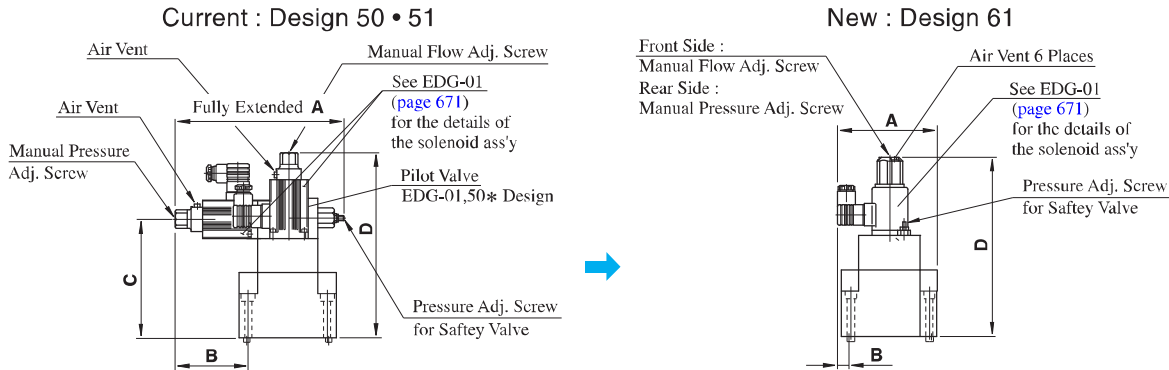 Current : Design 50 • 51
Air Vent
Manual Flow Adj. Screw
Fully Extended A
See EDG-01
(page 671)
for the details of
the solenoid ass'y
Air Vent
Manual Pressure
Adj. Screw
Pilot Valve
EDG-01,50* Design
D
C
B
Pressure Adj. Screw
for Saftey Valve
New : Design 61
Front Side :
Manual Flow Adj. Screw
Rear Side :
Manual Pressure Adj. Screw
Air Vent 6 Places
See EDG-01
(page 671)
for the details of
the solenoid ass'y
A
Pressure Adj. Screw
for Saftey Valve
D
B